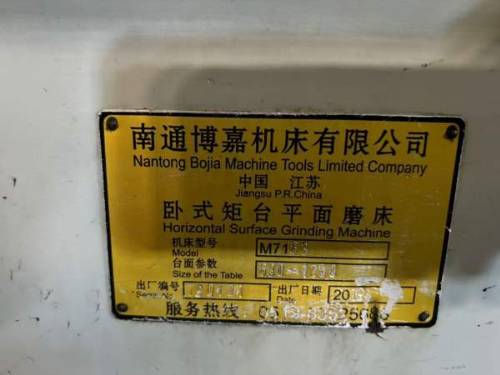 南通博嘉机床有限公司
Nantong Bojia Machine Tools Limited Company
中国 江苏
Jiangsu P.R.China
卧式矩台平面磨床
Horizontal Surface Grinding Machine
机床型号
Model
台面参数
Size of the Table
出厂编号 出厂日期
Date
服务热线